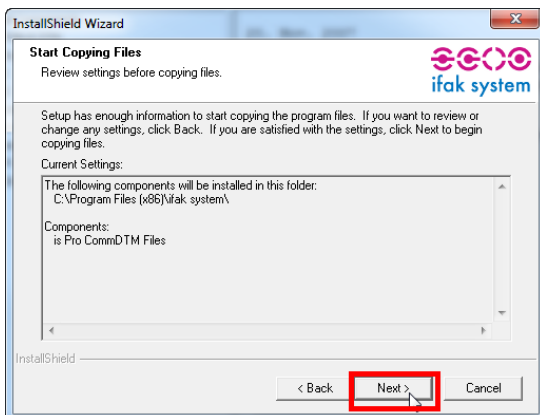 InstallShield Wizard
Start Copying Files
Review settings before copying files.
ifak system
Setup has enough information to start copying the program files. If you want to review or
change any settings, click Back. If you are satisfied with the settings, click Next to begin
copying files.
Current Settings:
The following components will be installed in this folder:
C:\Program Files (x86)\ifak system\
Components:
is Pro CommDTM Files
InstallShield
< Back
Next >
Cancel